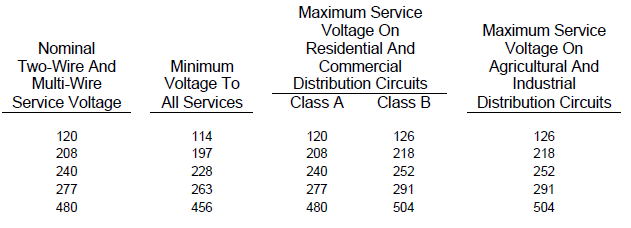 Nominal
Two-Wire And
Multi-Wire
Service Voltage
Minimum
Voltage To
All Services
Maximum Service
Voltage On
Residential And
Commercial
Distribution Circuits
Class A Class B
Maximum Service
Voltage On
Agricultural And
Industrial
Distribution Circuits
120 114 120 126 126
208 197 208 218 218
240 228 240 252 252
277 263 277 291 291
480 456 480 504 504